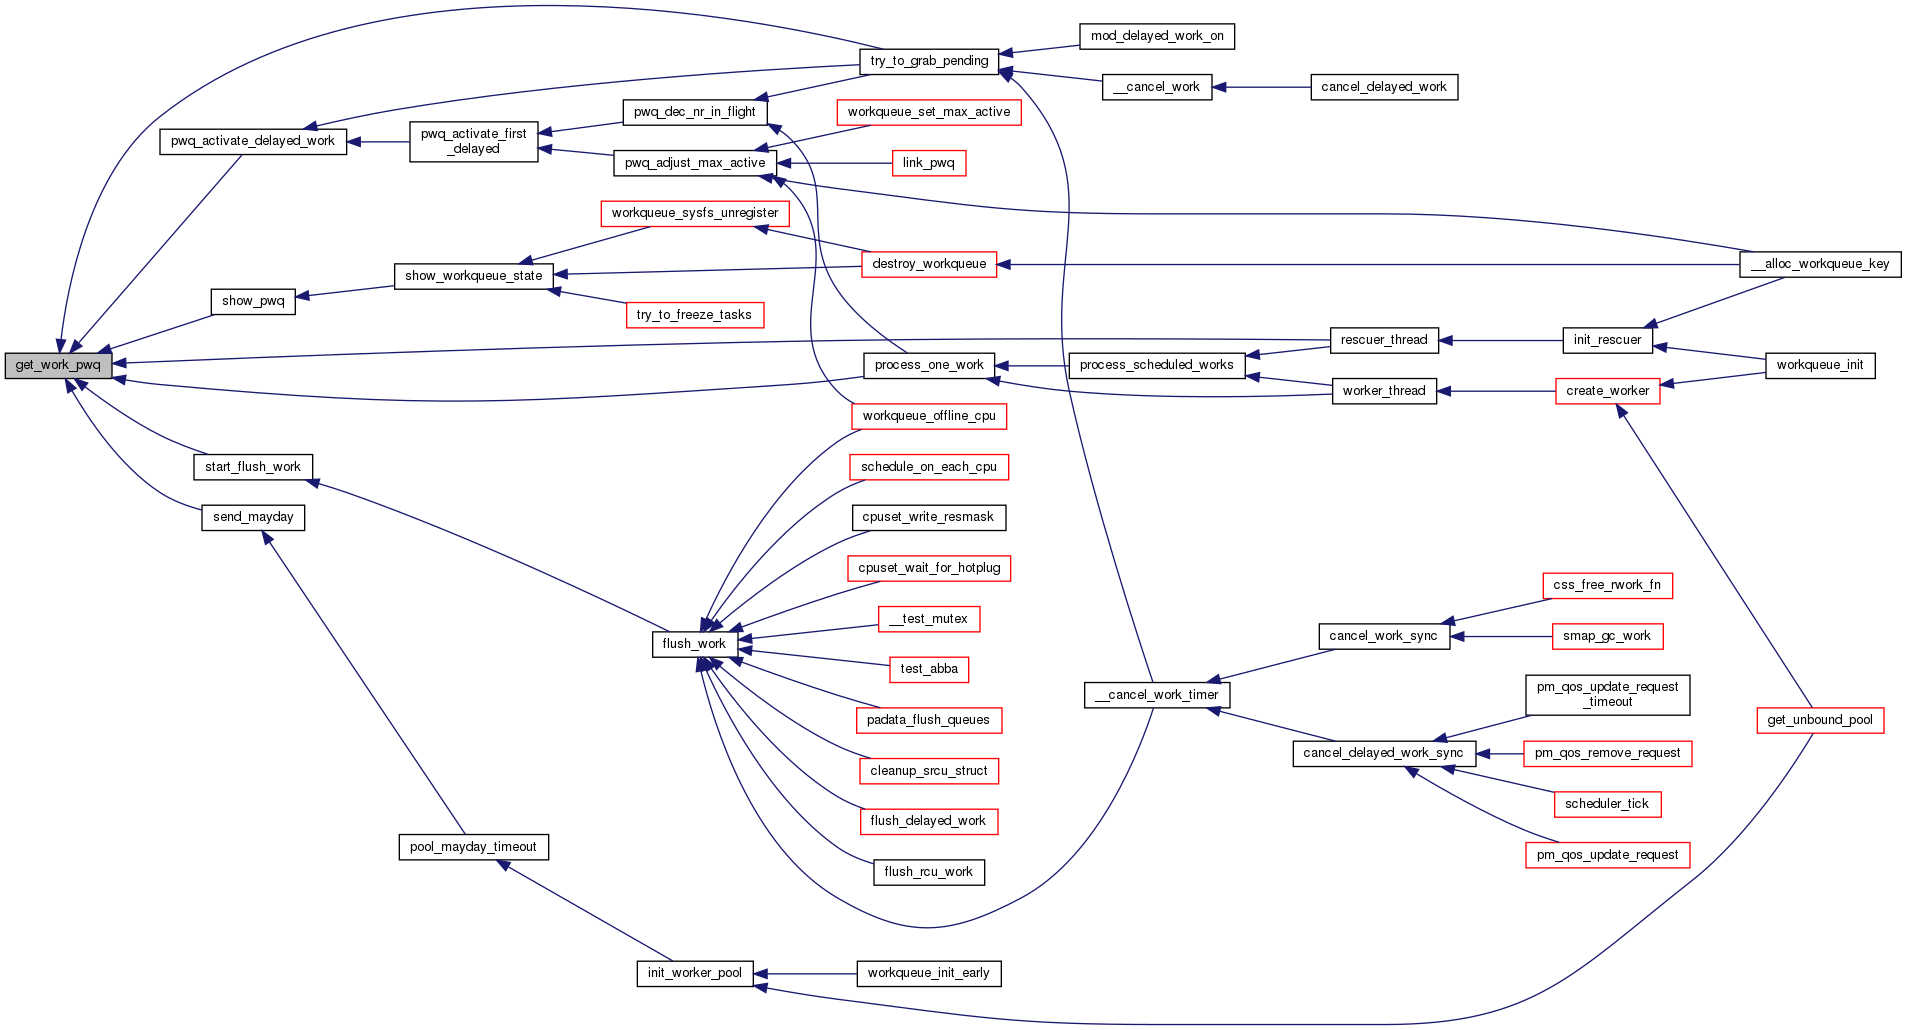 mod_delayed_work_on
try_to_grab_pending
__cancel_work
cancel_delayed_work
pwq_dec_nr_in_flight
workqueue_set_max_active
pwq_activate_delayed_work
pwq_activate_first
_delayed
pwq_adjust_max_active
link_pwq
workqueue_sysfs_unregister
show_workqueue_state
destroy_workqueue
__alloc_workqueue_key
show_pwq
try_to_freeze_tasks
rescuer_thread
init_rescuer
get_work_pwq
process_one_work
process_scheduled_works
workqueue_init
worker_thread
create_worker
workqueue_offline_cpu
start_flush_work
schedule_on_each_cpu
send_mayday
cpuset_write_resmask
cpuset_wait_for_hotplug
css_free_rwork_fn
__test_mutex
flush_work
cancel_work_sync
smap_gc_work
test_abba
__cancel_work_timer
pm_qos_update_request
_timeout
padata_flush_queues
get_unbound_pool
cancel_delayed_work_sync
pm_qos_remove_request
cleanup_srcu_struct
scheduler_tick
flush_delayed_work
pool_mayday_timeout
pm_qos_update_request
flush_rcu_work
init_worker_pool
workqueue_init_early